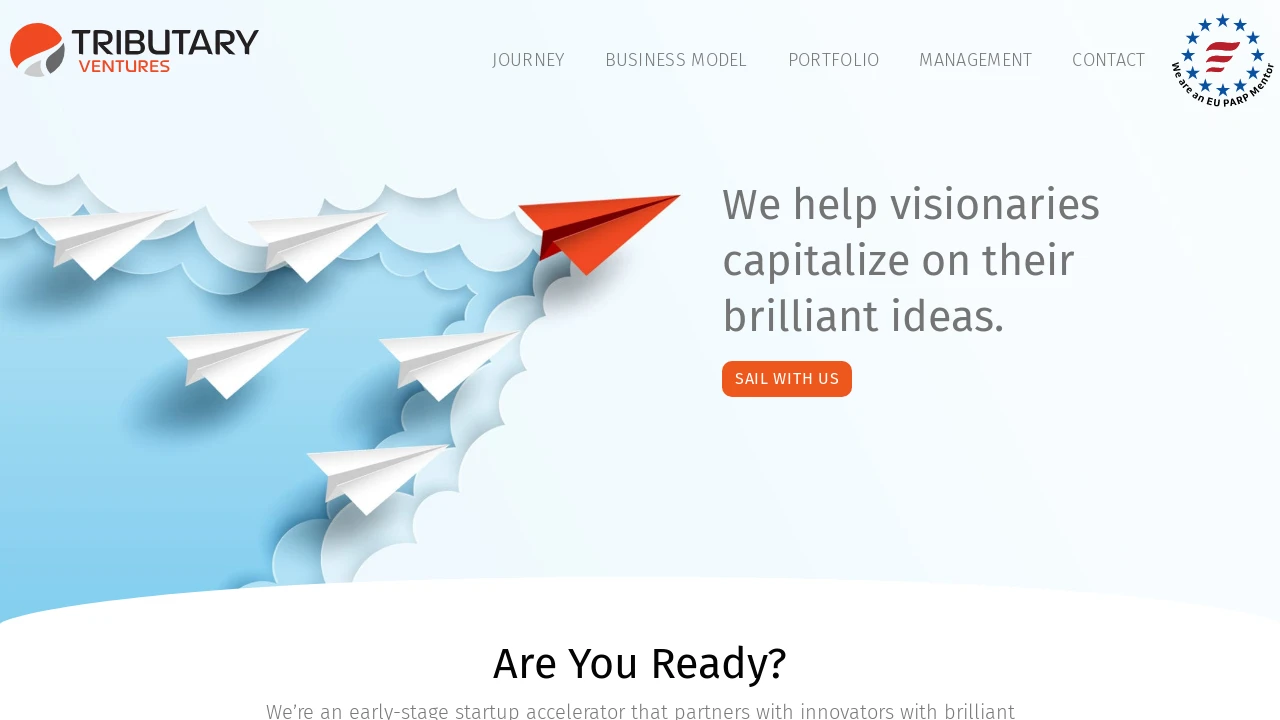 TRIBUTARY
VENTURES
JOURNEY
BUSINESS MODEL
PORTFOLIO
MANAGEMENT
CONTACT
We are an EU PARP Mentor
We help visionaries
capitalize on their
brilliant ideas.
SAIL WITH US
Are You Ready?
We’re an early-stage startup accelerator that partners with innovators with brilliant